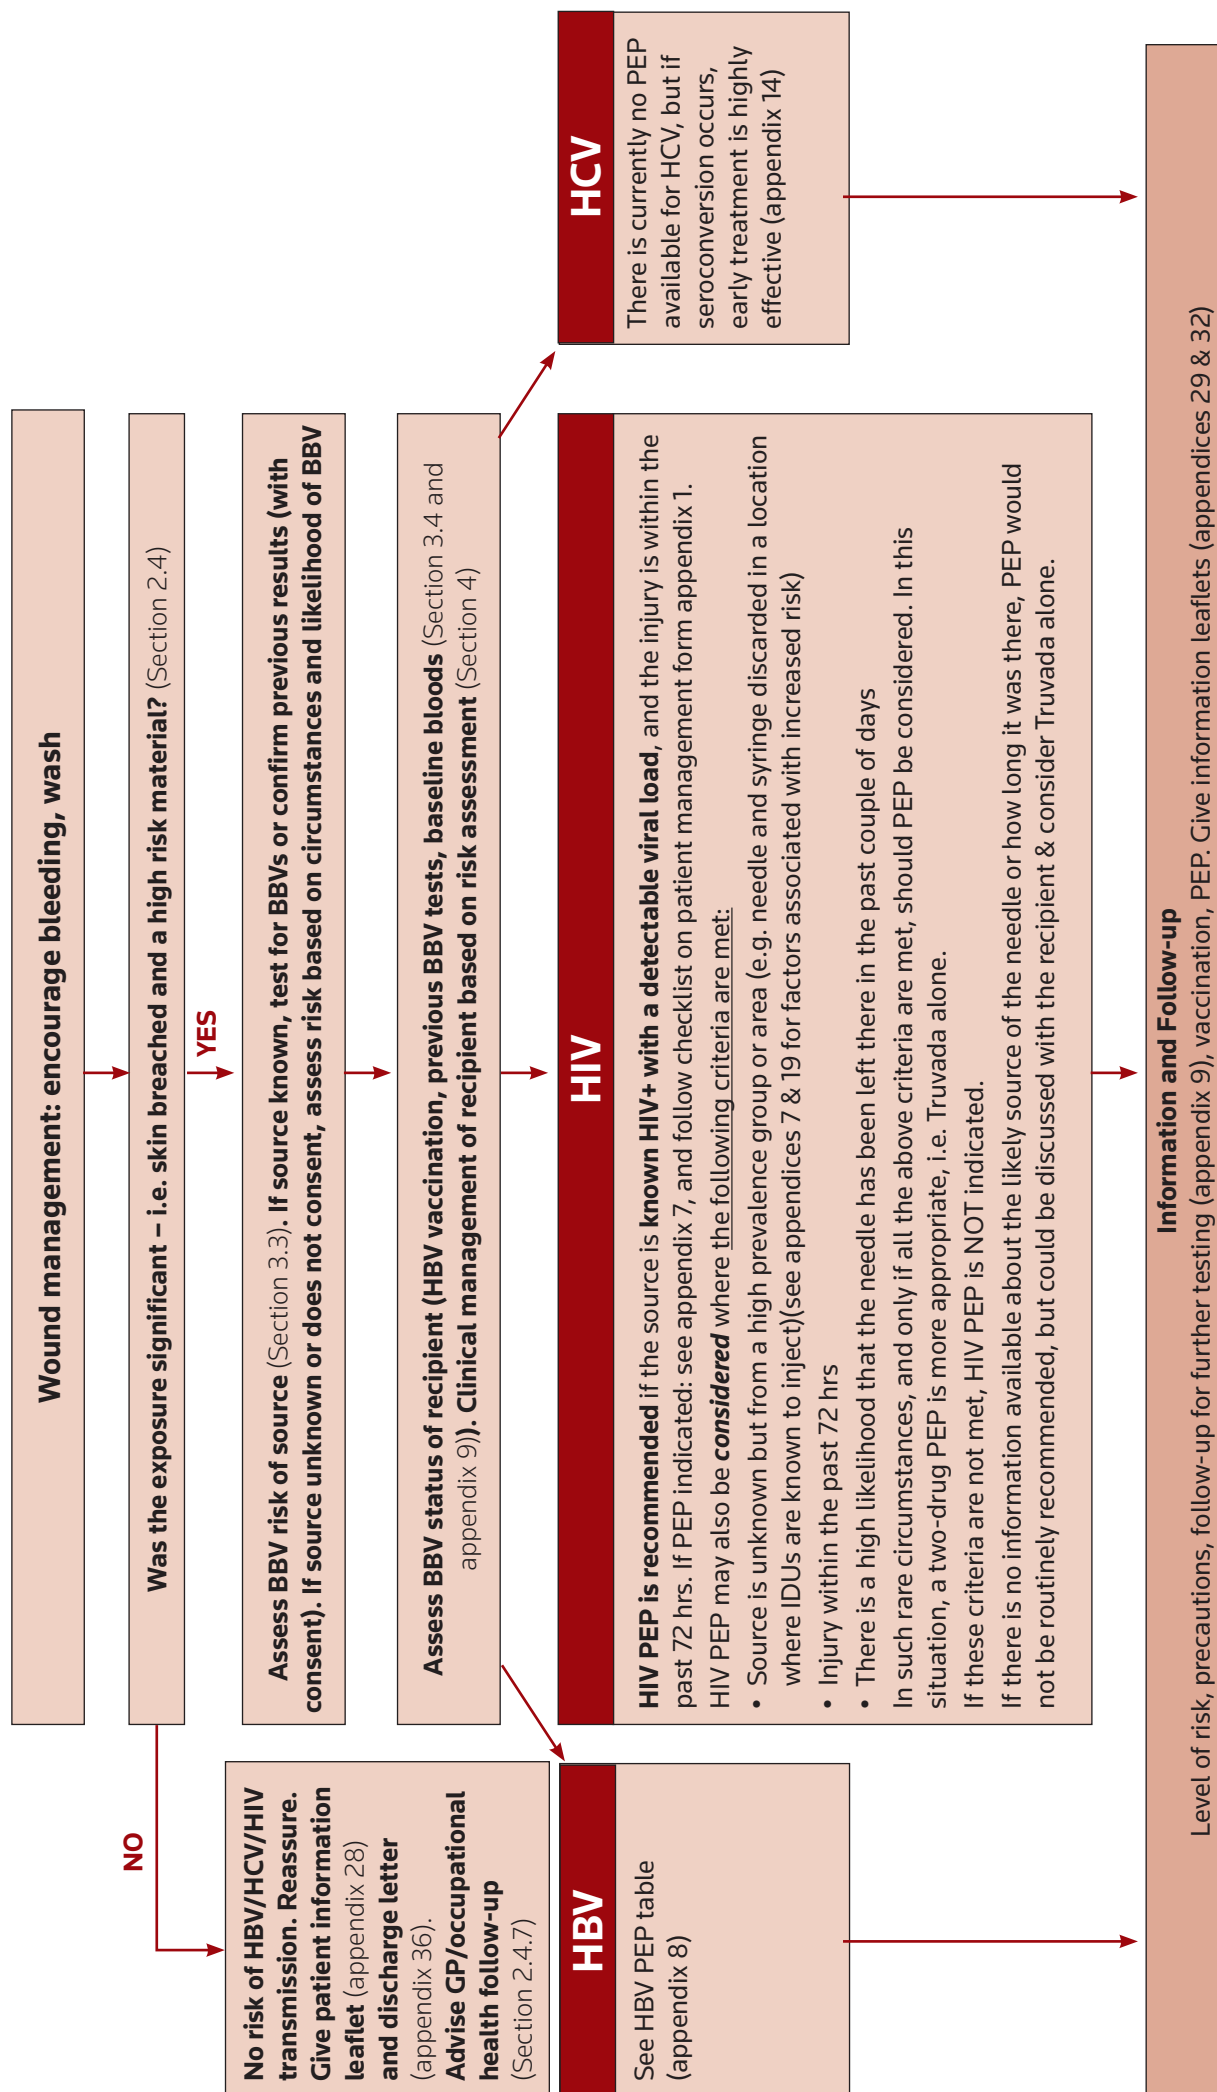 Wound management: encourage bleeding, wash
Was the exposure significant – i.e. skin breached and a high risk material? (Section 2.4)
NO
YES
No risk of HBV/HCV/HIV
transmission. Reassure.
Give patient information
leaflet (appendix 28)
and discharge letter
(appendix 36).
Advise GP/occupational
health follow-up
(Section 2.4.7)
Assess BBV risk of source (Section 3.3). If source known, test for BBVs or confirm previous results (with
consent). If source unknown or does not consent, assess risk based on circumstances and likelihood of BBV
Assess BBV status of recipient (HBV vaccination, previous BBV tests, baseline bloods (Section 3.4 and
appendix 9)). Clinical management of recipient based on risk assessment (Section 4)
HBV
See HBV PEP table
(appendix 8)
HIV
HIV PEP is recommended if the source is known HIV+ with a detectable viral load, and the injury is within the
past 72 hrs. If PEP indicated: see appendix 7, and follow checklist on patient management form appendix 1.
HIV PEP may also be considered where the following criteria are met:
• Source is unknown but from a high prevalence group or area (e.g. needle and syringe discarded in a location
where IDUs are known to inject)(see appendices 7 & 19 for factors associated with increased risk)
• Injury within the past 72 hrs
• There is a high likelihood that the needle has been left there in the past couple of days
In such rare circumstances, and only if all the above criteria are met, should PEP be considered. In this
situation, a two-drug PEP is more appropriate, i.e. Truvada alone.
If these criteria are not met, HIV PEP is NOT indicated.
If there is no information available about the likely source of the needle or how long it was there, PEP would
not be routinely recommended, but could be discussed with the recipient & consider Truvada alone.
HCV
There is currently no PEP
available for HCV, but if
seroconversion occurs,
early treatment is highly
effective (appendix 14)
Information and Follow-up
Level of risk, precautions, follow-up for further testing (appendix 9), vaccination, PEP. Give information leaflets (appendices 29 & 32)